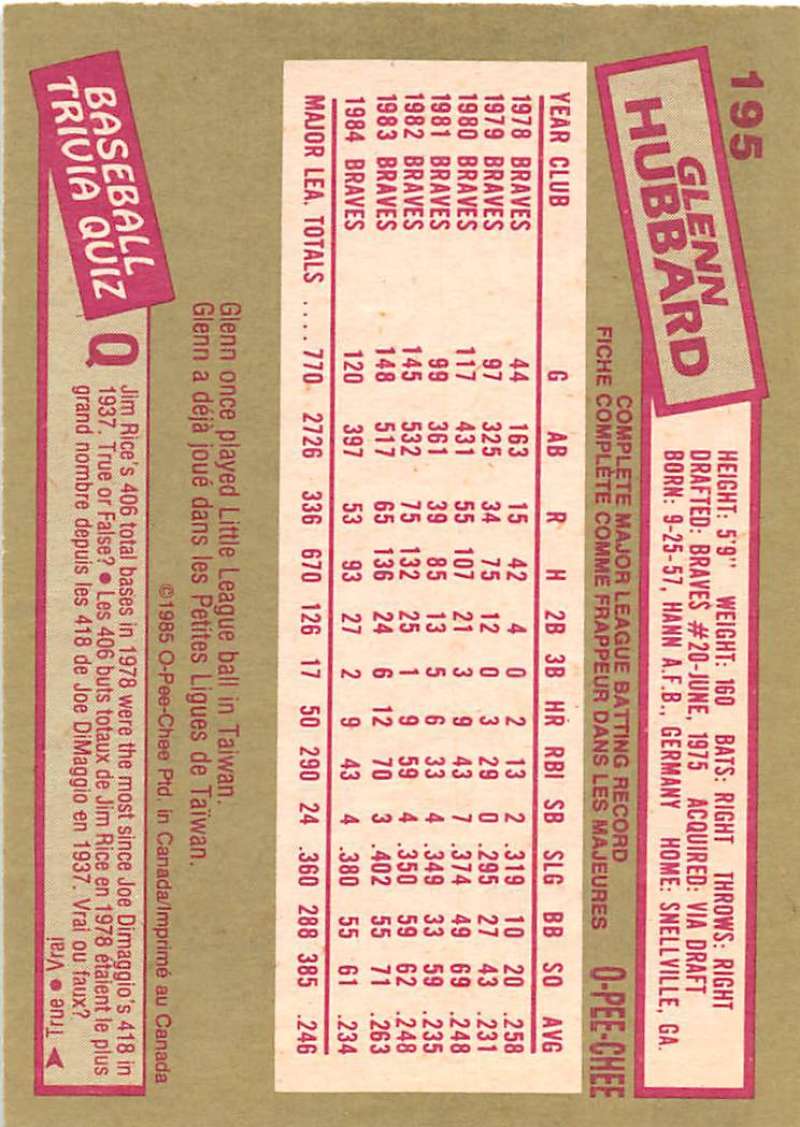 195
GLENN
HUBBARD
HEIGHT: 5'9" WEIGHT: 160 BATS: RIGHT THROWS: RIGHT
DRAFTED: BRAVES #20-JUNE, 1975 ACQUIRED: VIA DRAFT
BORN: 9-25-57, HANN A.F.B., GERMANY HOME: SNELLVILLE, GA.
COMPLETE MAJOR LEAGUE BATTING RECORD
FICHE COMPLÈTE COMME FRAPPEUR DANS LES MAJEURES O-PEE-CHEE
YEAR CLUB G AB R H 2B 3B HR RBI SB SLG BB SO AVG
1978 BRAVES 44 163 15 42 4 0 2 13 2 .319 10 20 .258
1979 BRAVES 97 325 34 75 12 0 3 29 0 .295 27 43 .231
1980 BRAVES 117 431 55 107 21 3 9 43 7 .374 49 69 .248
1981 BRAVES 99 361 39 85 13 5 6 33 4 .349 33 59 .235
1982 BRAVES 145 532 75 132 25 1 9 59 4 .350 59 62 .248
1983 BRAVES 148 517 65 136 24 6 12 70 3 .402 55 71 .263
1984 BRAVES 120 397 53 93 27 2 9 43 4 .380 55 61 .234
MAJOR LEA. TOTALS .... 770 2726 336 670 126 17 50 290 24 .360 288 385 .246
Glenn once played Little League ball in Taiwan.
Glenn a déjà joué dans les Petites Ligues de Taïwan.
©1985 O-Pee-Chee Ptd. in Canada/Imprimé au Canada
BASEBALL
TRIVIA QUIZ
Q
Jim Rice's 406 total bases in 1978 were the most since Joe Dimaggio's 418 in
1937. True or False? • Les 406 buts totaux de Jim Rice en 1978 étaient le plus
grand nombre depuis les 418 de Joe DiMaggio en 1937. Vrai ou faux?
True • Vrai